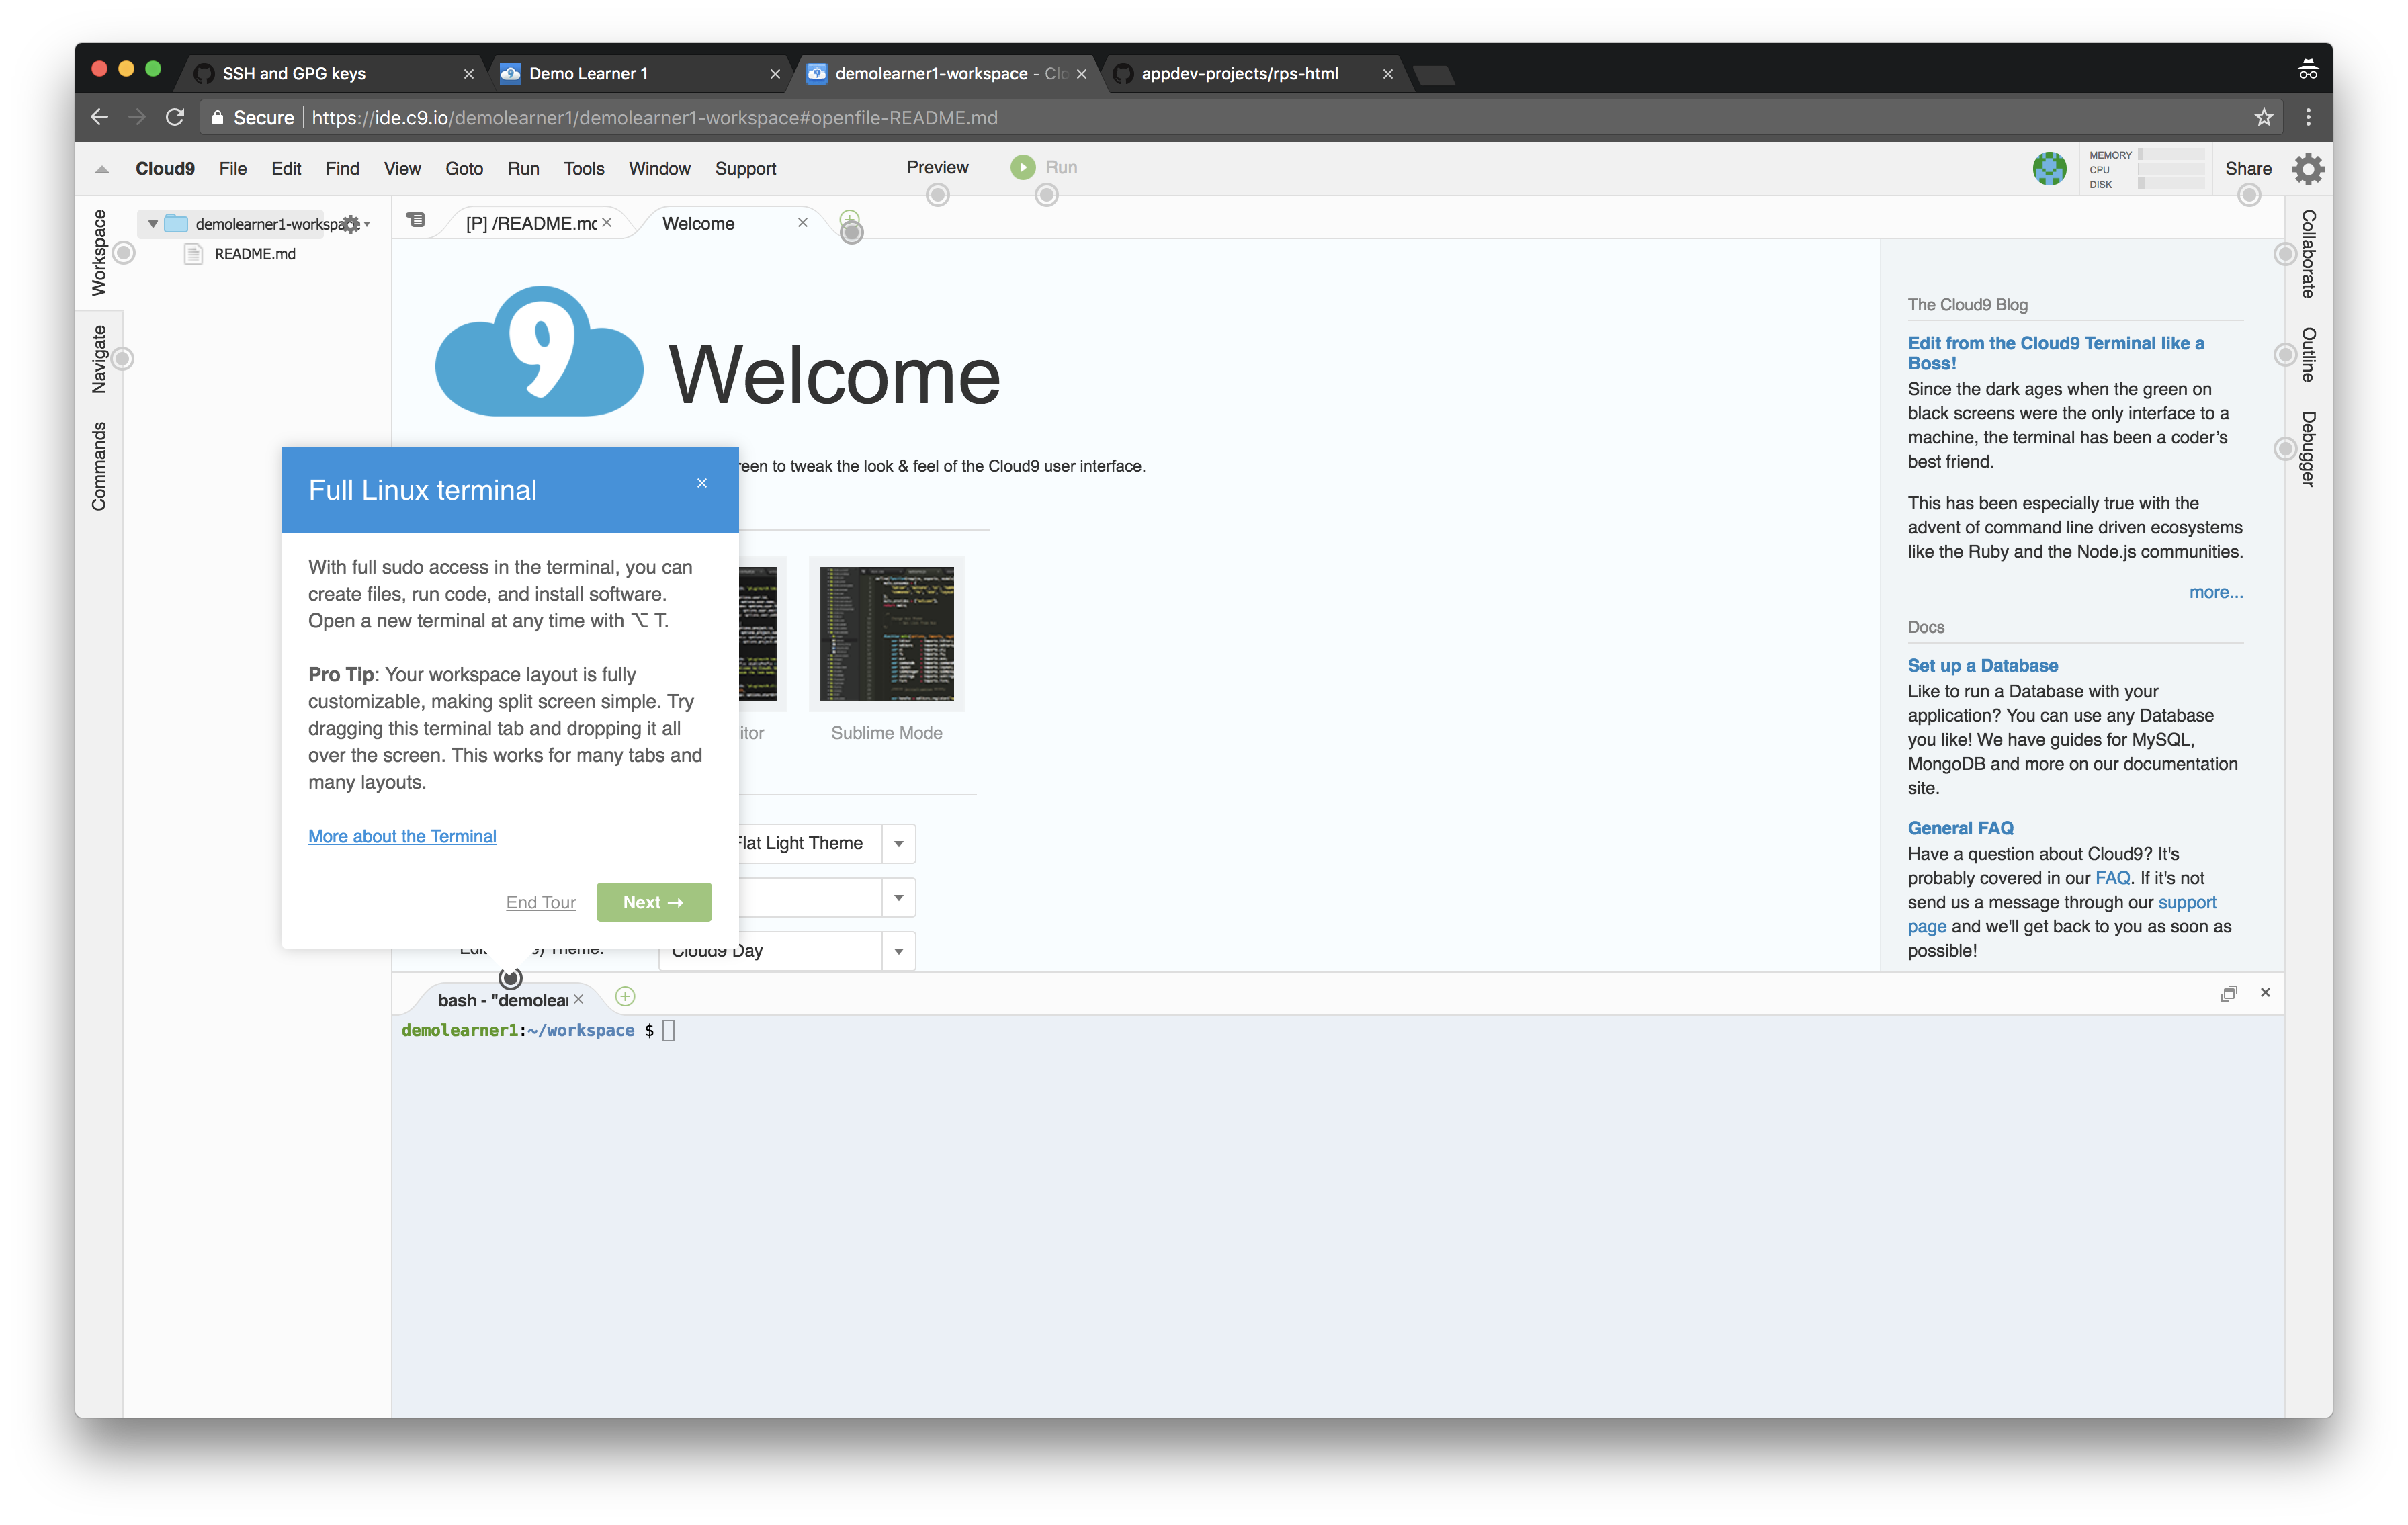 SSH and GPG keys
Demo Learner 1
demolearner1-workspace - Clo
appdev-projects/rps-html
Secure https://ide.c9.io/demolearner1/demolearner1-workspace#openfile-README.md
Cloud9 File Edit Find View Goto Run Tools Window Support
Preview
Run
MEMORY
CPU
DISK
Share
Workspace
Navigate
Commands
demolearner1-workspace
README.md
[P] /README.md
Welcome
9
Welcome
reen to tweak the look & feel of the Cloud9 user interface.
Full Linux terminal
With full sudo access in the terminal, you can
create files, run code, and install software.
Open a new terminal at any time with ⌥ T.
Pro Tip: Your workspace layout is fully
customizable, making split screen simple. Try
dragging this terminal tab and dropping it all
over the screen. This works for many tabs and
many layouts.
More about the Terminal
End Tour
Next →
itor
Sublime Mode
Flat Light Theme
Cloud9 Day
The Cloud9 Blog
Edit from the Cloud9 Terminal like a
Boss!
Since the dark ages when the green on
black screens were the only interface to a
machine, the terminal has been a coder’s
best friend.
This has been especially true with the
advent of command line driven ecosystems
like the Ruby and the Node.js communities.
more...
Docs
Set up a Database
Like to run a Database with your
application? You can use any Database
you like! We have guides for MySQL,
MongoDB and more on our documentation
site.
General FAQ
Have a question about Cloud9? It's
probably covered in our FAQ. If it's not
send us a message through our support
page and we'll get back to you as soon as
possible!
Collaborate
Outline
Debugger
bash - "demolear
demolearner1:~/workspace $